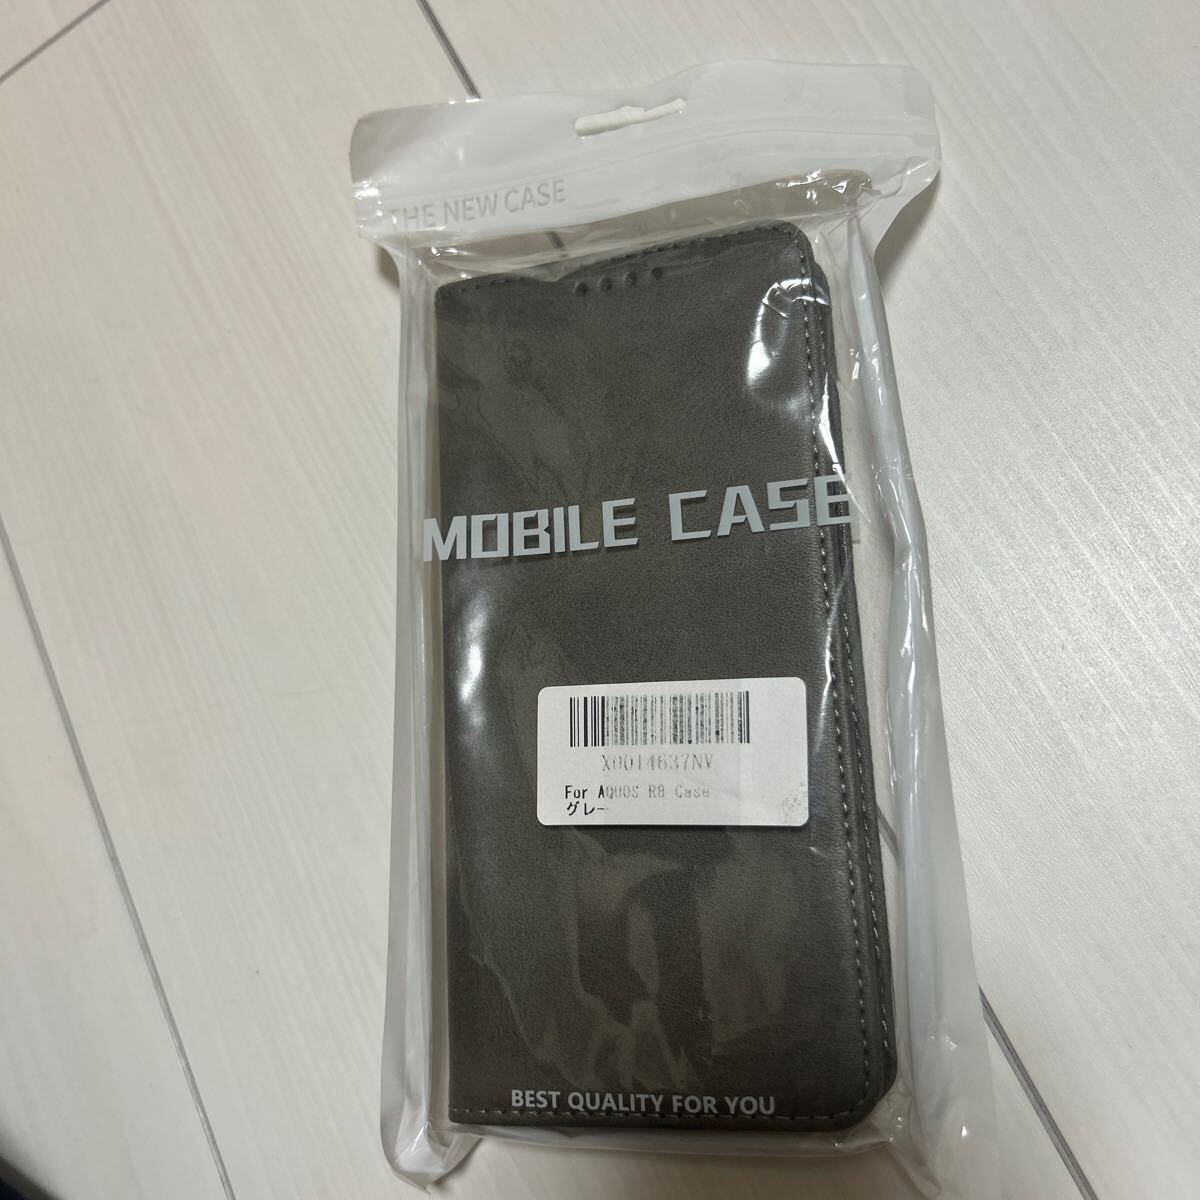 THE NEW CASE
MOBILE CASE
X0014637NV
For AQUOS R8 Case
グレー
BEST QUALITY FOR YOU